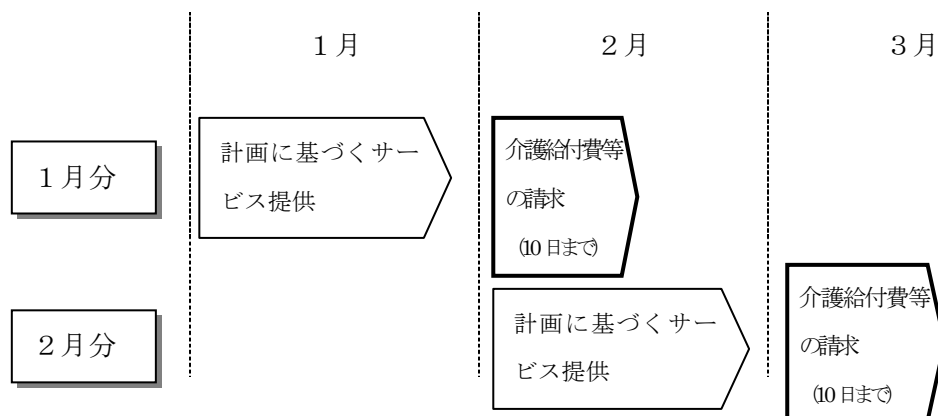 １月
２月
３月
１月分
計画に基づくサー
ビス提供
介護給付費等
の請求
(10日まで)
２月分
計画に基づくサー
ビス提供
介護給付費等
の請求
(10日まで)